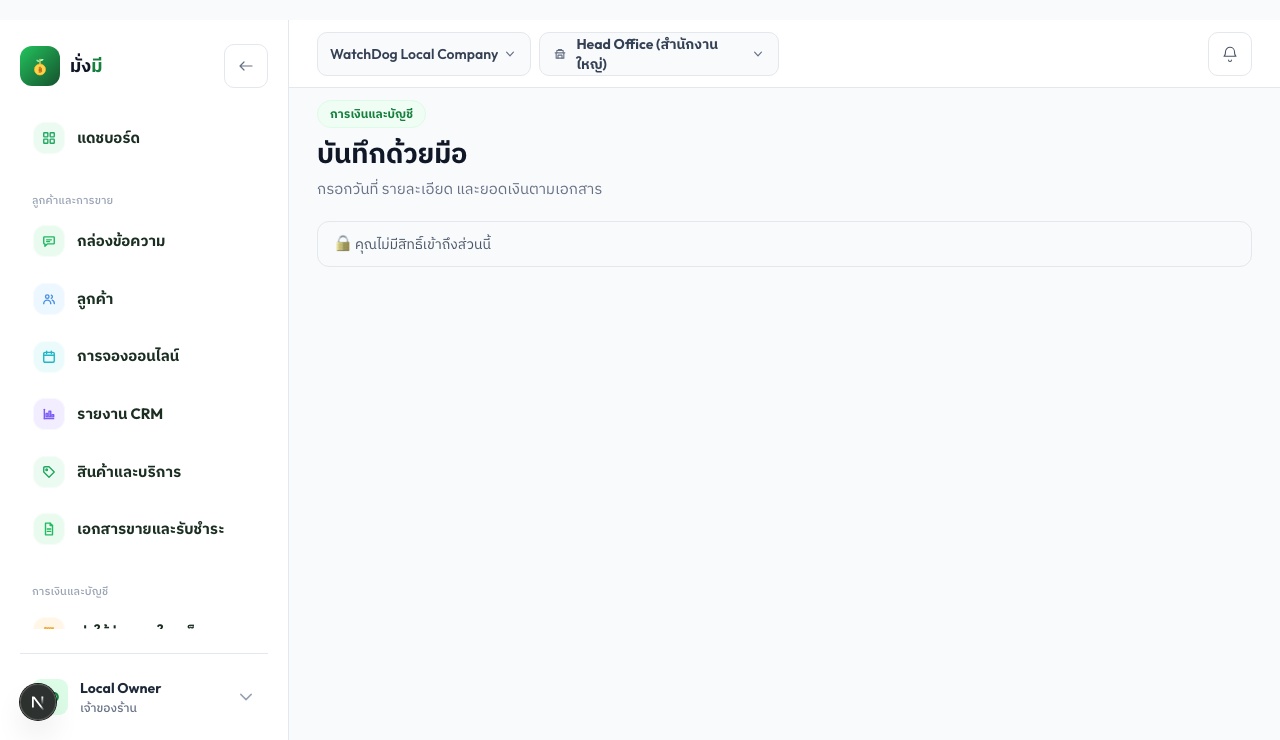 มั่งมี
WatchDog Local Company
Head Office (สำนักงาน
ใหญ่)
แดชบอร์ด
ลูกค้าและการขาย
กล่องข้อความ
ลูกค้า
การจองออนไลน์
รายงาน CRM
สินค้าและบริการ
เอกสารขายและรับชำระ
การเงินและบัญชี
Local Owner
เจ้าของร้าน
N
การเงินและบัญชี
บันทึกด้วยมือ
กรอกวันที่ รายละเอียด และยอดเงินตามเอกสาร
คุณไม่มีสิทธิ์เข้าถึงส่วนนี้